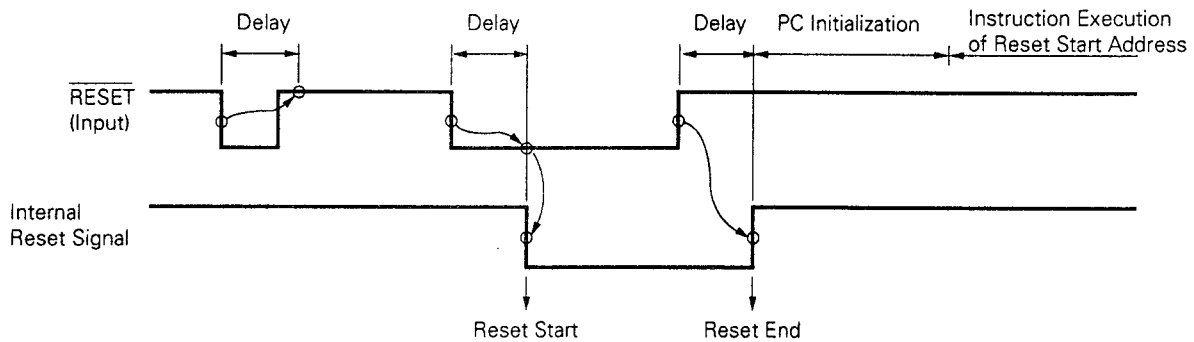 Delay
Delay
Delay
PC Initialization
Instruction Execution
of Reset Start Address
RESET
(Input)
Internal
Reset Signal
Reset Start
Reset End